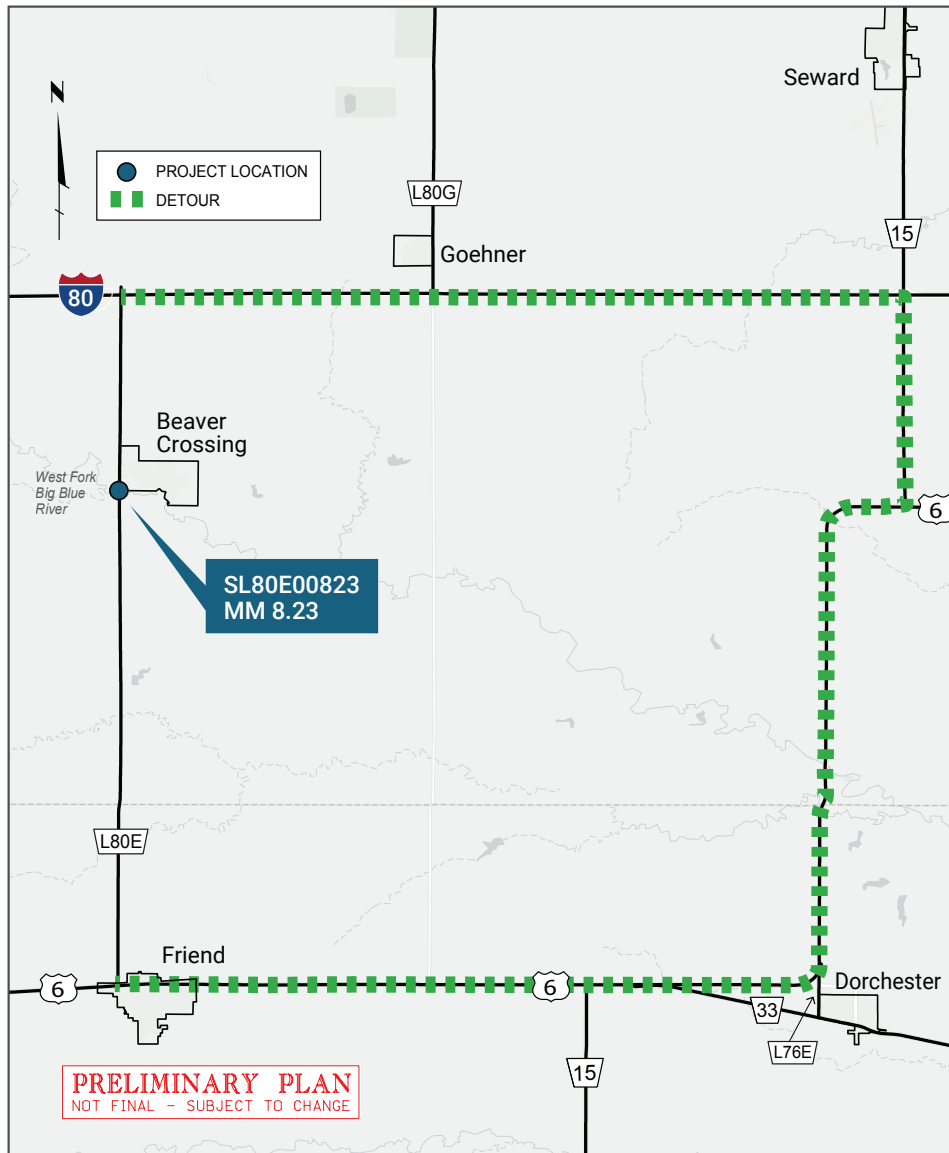 Seward
N
PROJECT LOCATION
DETOUR
L80G
15
Goehner
80
Beaver
Crossing
West Fork
Big Blue
River
6
SL80E00823
MM 8.23
L80E
Friend
6
6
Dorchester
33
L76E
15
PRELIMINARY PLAN
NOT FINAL - SUBJECT TO CHANGE